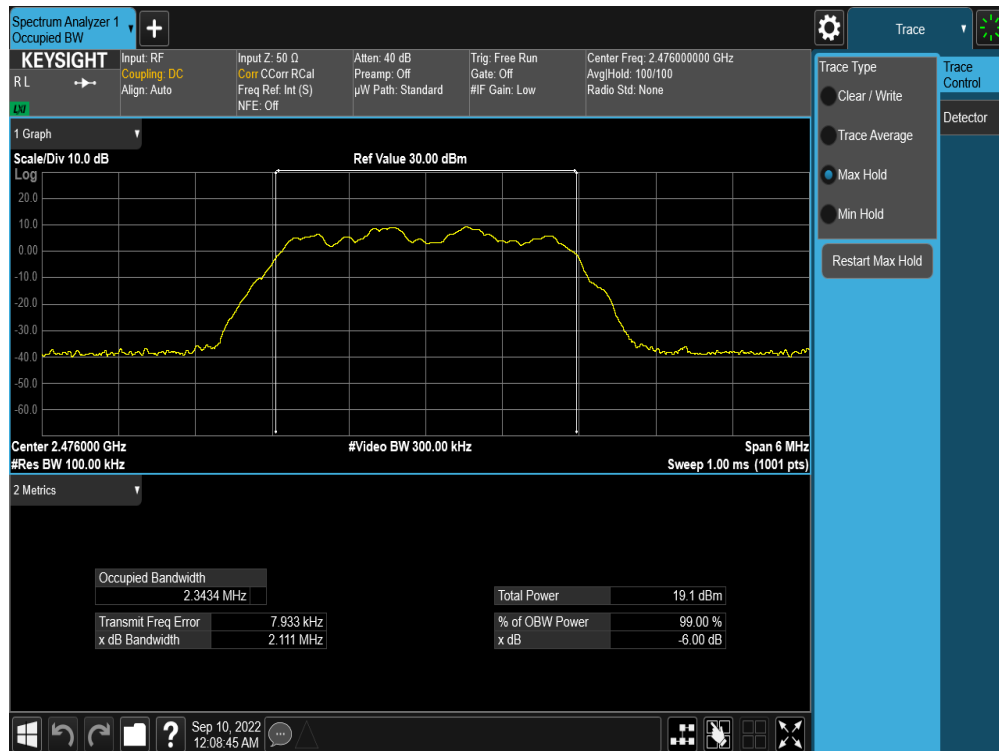 Spectrum Analyzer 1
Occupied BW
+
Trace
KEYSIGHT
R L
LXI
Input: RF
Coupling: DC
Align: Auto
Input Z: 50 Ω
Corr CCorr RCal
Freq Ref: Int (S)
NFE: Off
Atten: 40 dB
Preamp: Off
µW Path: Standard
Trig: Free Run
Gate: Off
#IF Gain: Low
Center Freq: 2.476000000 GHz
Avg|Hold: 100/100
Radio Std: None
Trace Type
Clear / Write
Trace Average
Max Hold
Min Hold
Restart Max Hold
Trace
Control
Detector
1 Graph
Scale/Div 10.0 dB
Ref Value 30.00 dBm
Log
20.0
10.0
0.00
-10.0
-20.0
-30.0
-40.0
-50.0
-60.0
Center 2.476000 GHz
#Video BW 300.00 kHz
Span 6 MHz
#Res BW 100.00 kHz
Sweep 1.00 ms (1001 pts)
2 Metrics
Occupied Bandwidth
2.3434 MHz
Total Power 19.1 dBm
Transmit Freq Error 7.933 kHz
% of OBW Power 99.00 %
x dB Bandwidth 2.111 MHz
x dB -6.00 dB
?
Sep 10, 2022
12:08:45 AM